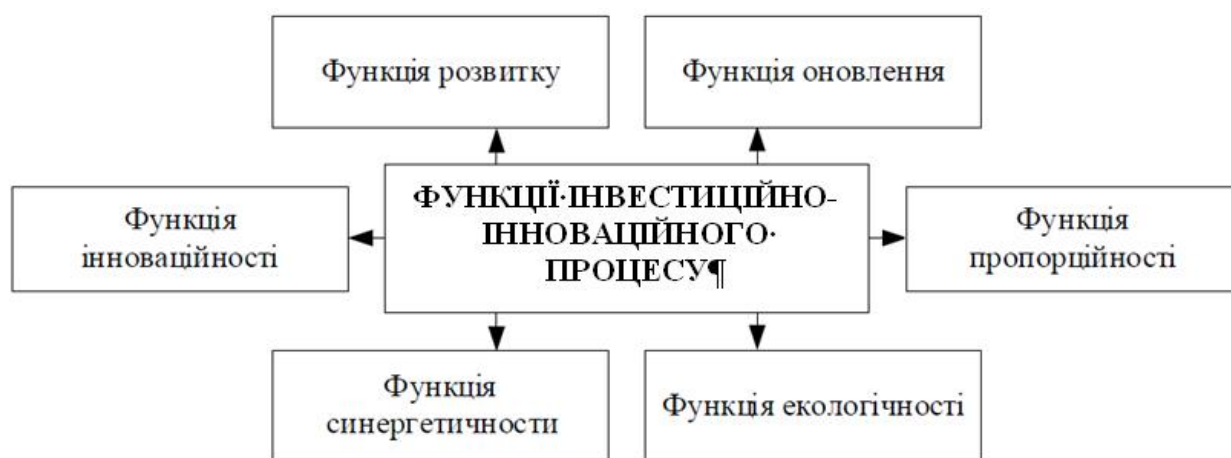 Функція розвитку
Функція оновлення
ФУНКЦІЇ·ІНВЕСТИЦІЙНО-
ІННОВАЦІЙНОГО·
ПРОЦЕСУ¶
Функція
інноваційності
Функція
пропорційності
Функція
синергетичности
Функція екологічності